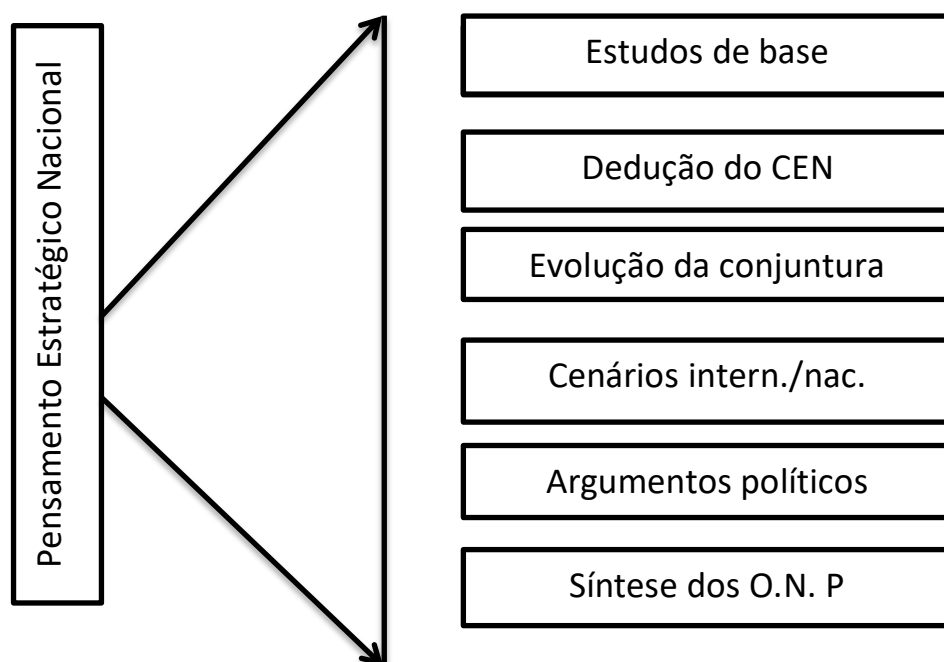 Pensamento Estratégico Nacional
Estudos de base
Dedução do CEN
Evolução da conjuntura
Cenários intern./nac.
Argumentos políticos
Síntese dos O.N. P